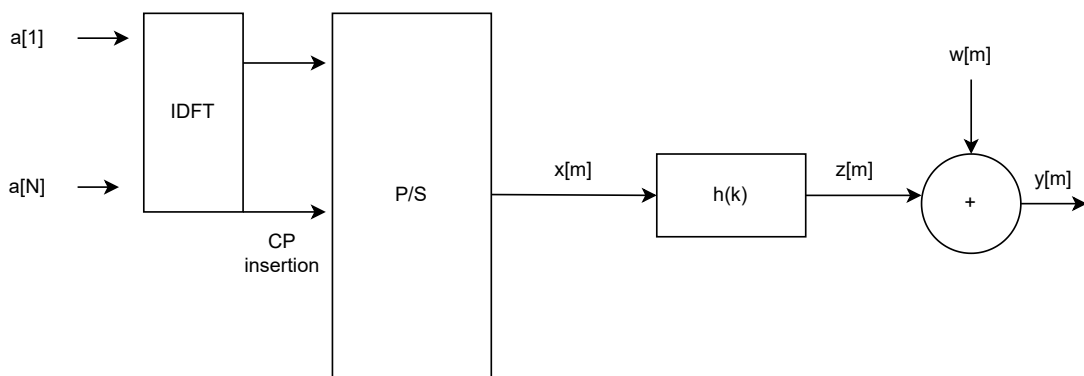 a[1]
IDFT
a[N]
CP
insertion
P/S
x[m]
h(k)
z[m]
w[m]
+
y[m]